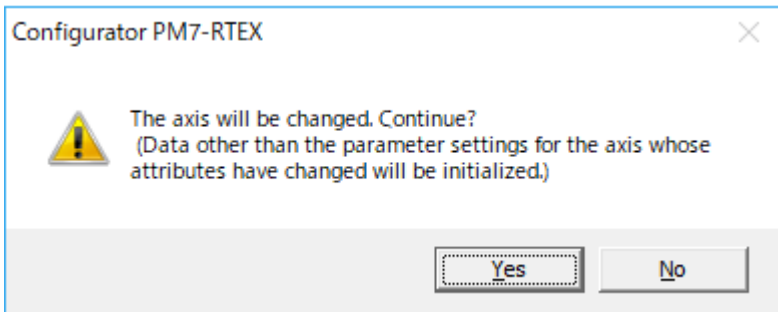 Configurator PM7-RTEX
The axis will be changed. Continue?
(Data other than the parameter settings for the axis whose
attributes have changed will be initialized.)
Yes
No